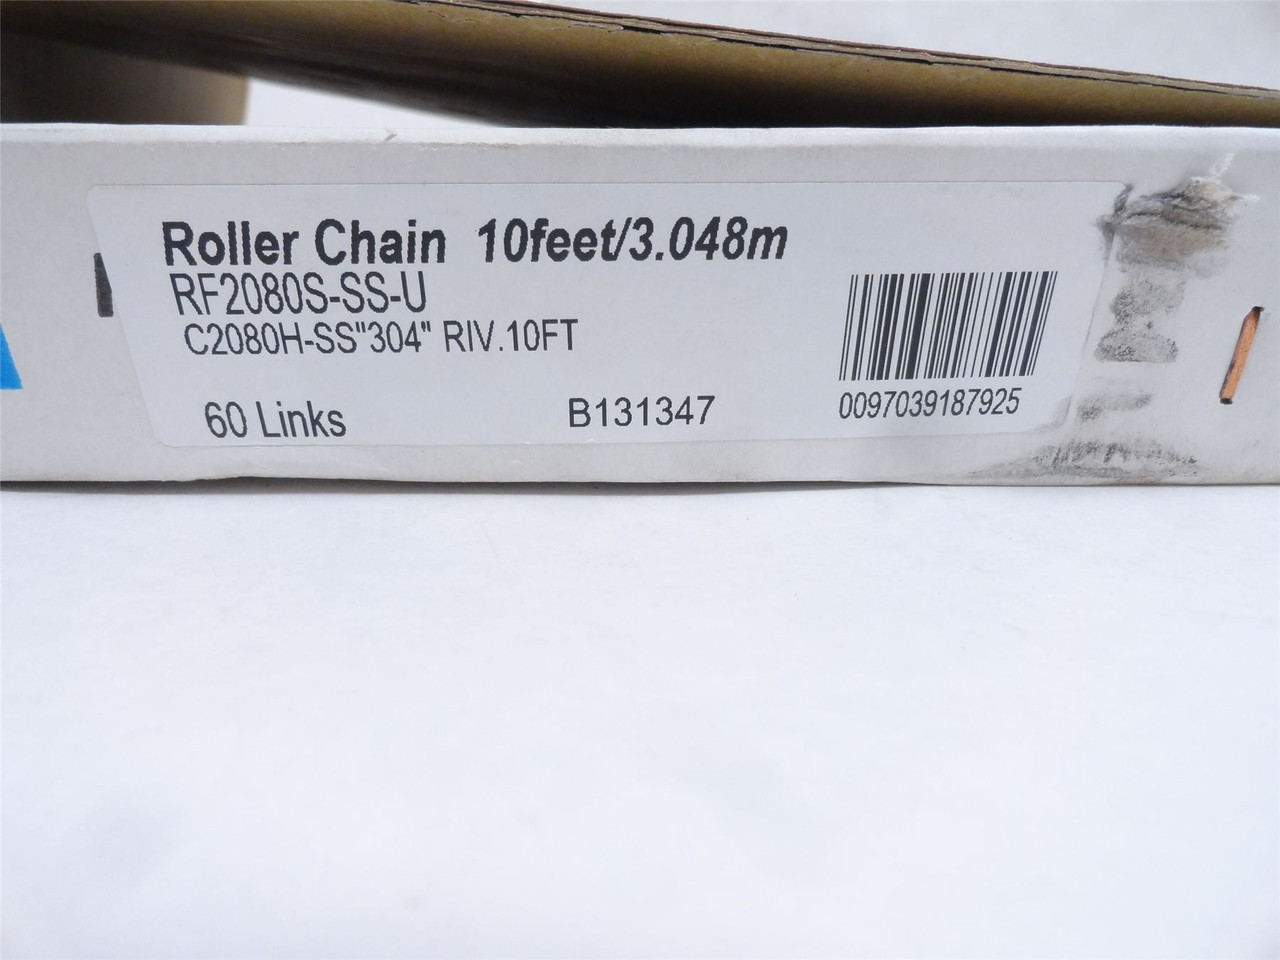 Roller Chain 10feet/3.048m
RF2080S-SS-U
C2080H-SS"304" RIV.10FT
60 Links
B131347
0097039187925